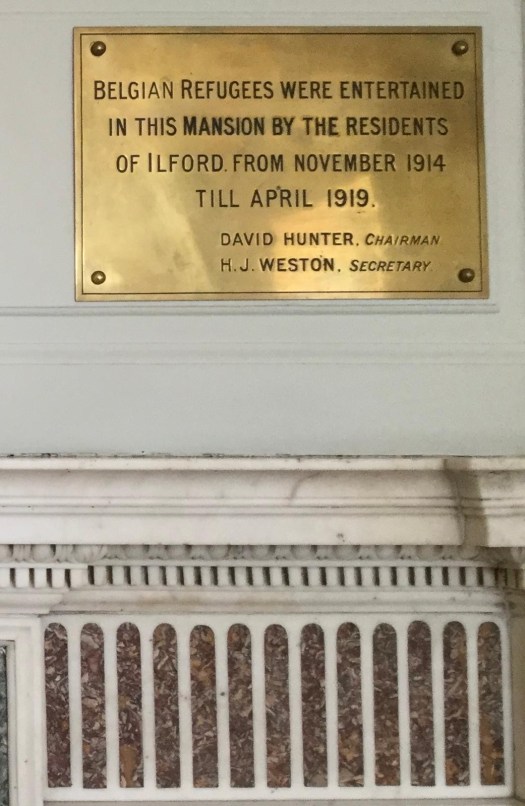 BELGIAN REFUGEES WERE ENTERTAINED
IN THIS MANSION BY THE RESIDENTS
OF ILFORD. FROM NOVEMBER 1914
TILL APRIL 1919.
DAVID HUNTER. CHAIRMAN
H.J. WESTON. SECRETARY